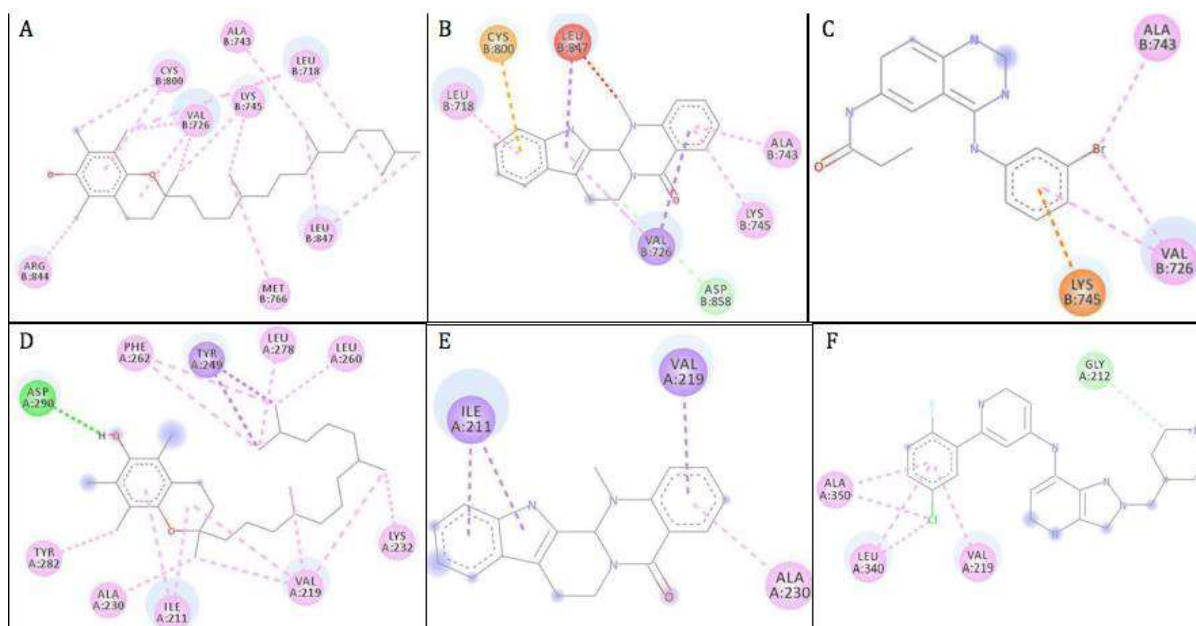 A
ALA
B:743
CYS
B:800
LEU
B:718
LYS
B:745
VAL
B:726
O
O
LEU
B:847
ARG
B:844
MET
B:766
B
CYS
B:800
LEU
B:847
LEU
B:718
N
N
N
O
ALA
B:743
LYS
B:745
VAL
B:726
ASP
B:858
C
ALA
B:743
N
N
N
N
O
Br
VAL
B:726
LYS
B:745
D
PHE
A:262
TYR
A:249
LEU
A:278
LEU
A:260
ASP
A:290
H O
O
TYR
A:282
ALA
A:230
ILE
A:211
VAL
A:219
LYS
A:232
E
VAL
A:219
ILE
A:211
N
N
N
O
ALA
A:230
F
GLY
A:212
N
N
N
N
N
N
ALA
A:350
Cl
LEU
A:340
VAL
A:219